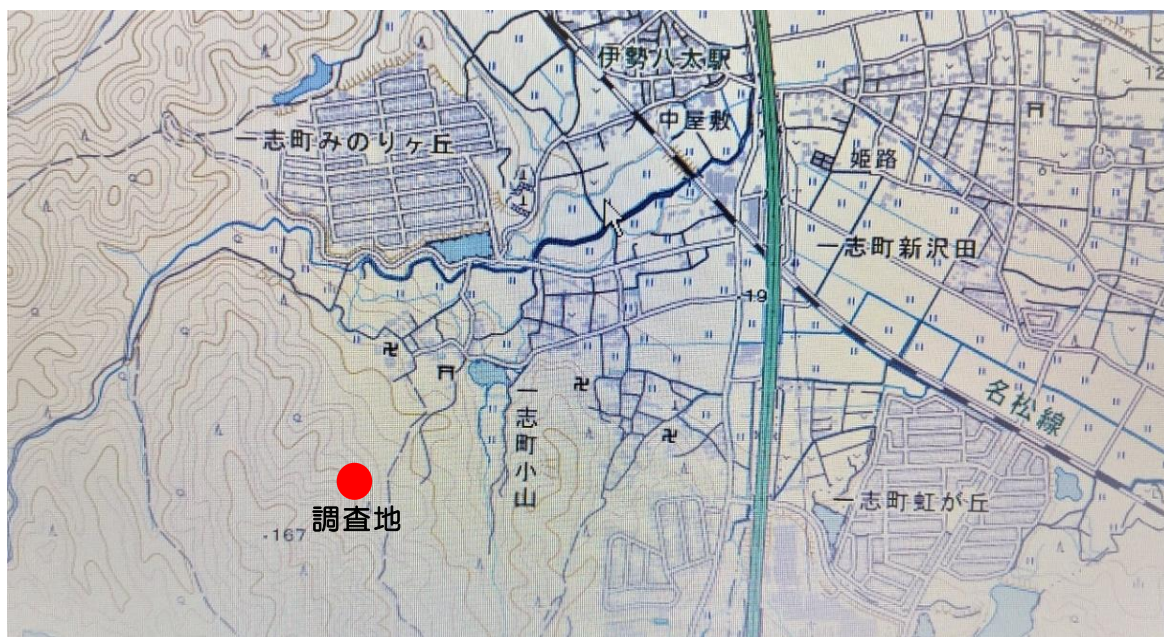 伊勢八太駅
12
中屋敷
一志町みのりヶ丘
姫路
一志町新沢田
19
名松線
一志町小山
一志町虹が丘
調査地
167